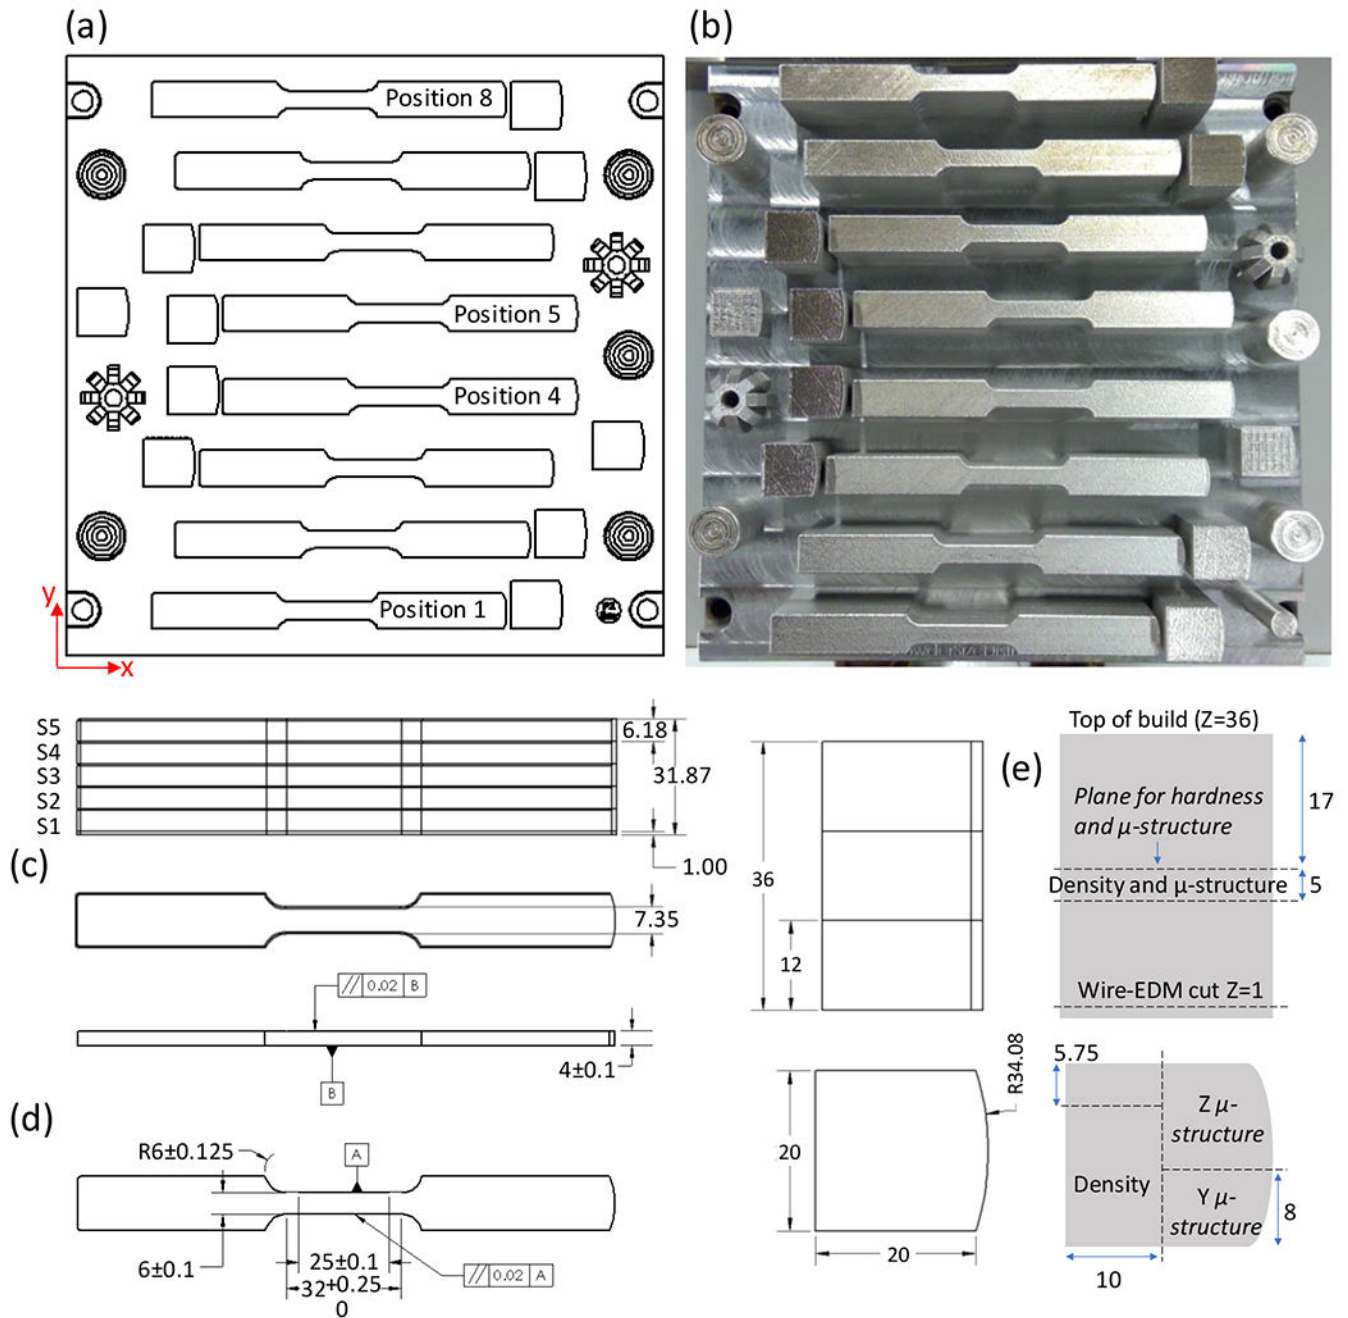 (a)
Position 8
Position 5
Position 4
Position 1
y
x
(b)
S5
S4
S3
S2
S1
6.18
31.87
1.00
(c)
7.35
// 0.02 B
B
4±0.1
(d)
R6±0.125
A
6±0.1
25±0.1
32+0.25
0
// 0.02 A
36
12
20
20
R34.08
(e)
Top of build (Z=36)
Plane for hardness
and μ-structure
17
Density and μ-structure
5
Wire-EDM cut Z=1
5.75
Z μ-
structure
Density
Y μ-
structure
8
10